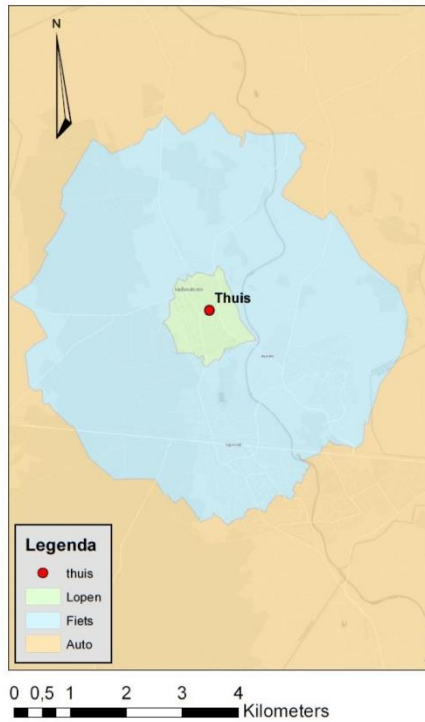 N
Thuis
Legenda
thuis
Lopen
Fiets
Auto
0 0,5 1 2 3 4
Kilometers